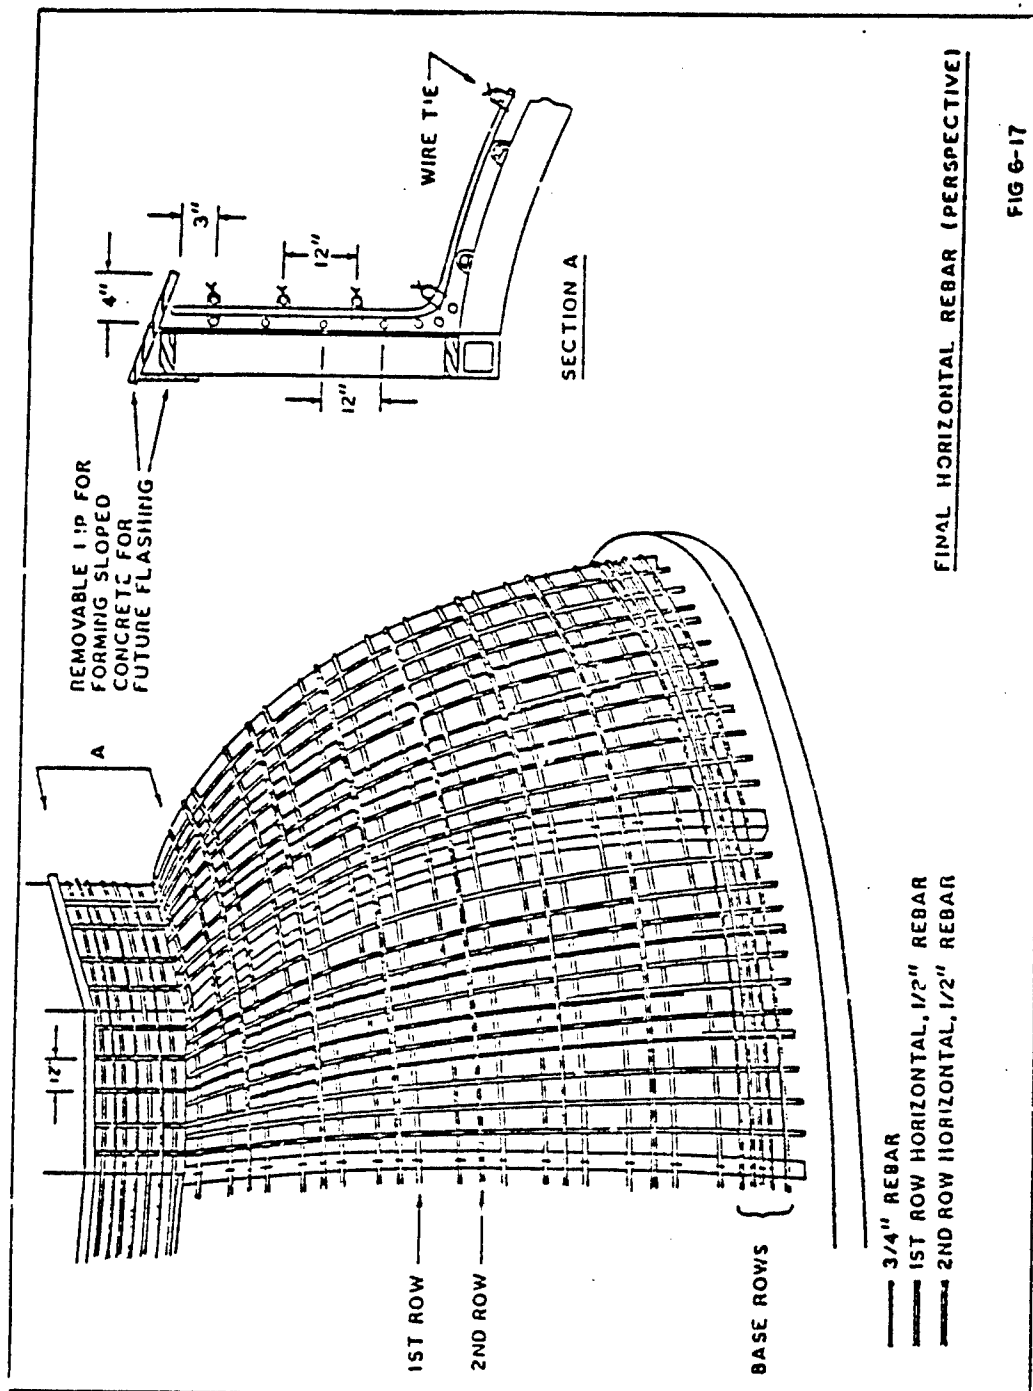 REMOVABLE LIP FOR
FORMING SLOPED
CONCRETE FOR
FUTURE FLASHING
A
4"
3"
12"
12"
WIRE TIE
SECTION A
12"
1ST ROW
2ND ROW
BASE ROWS
3/4" REBAR
1ST ROW HORIZONTAL, 1/2" REBAR
2ND ROW HORIZONTAL, 1/2" REBAR
FINAL HORIZONTAL REBAR (PERSPECTIVE)
FIG 6-17